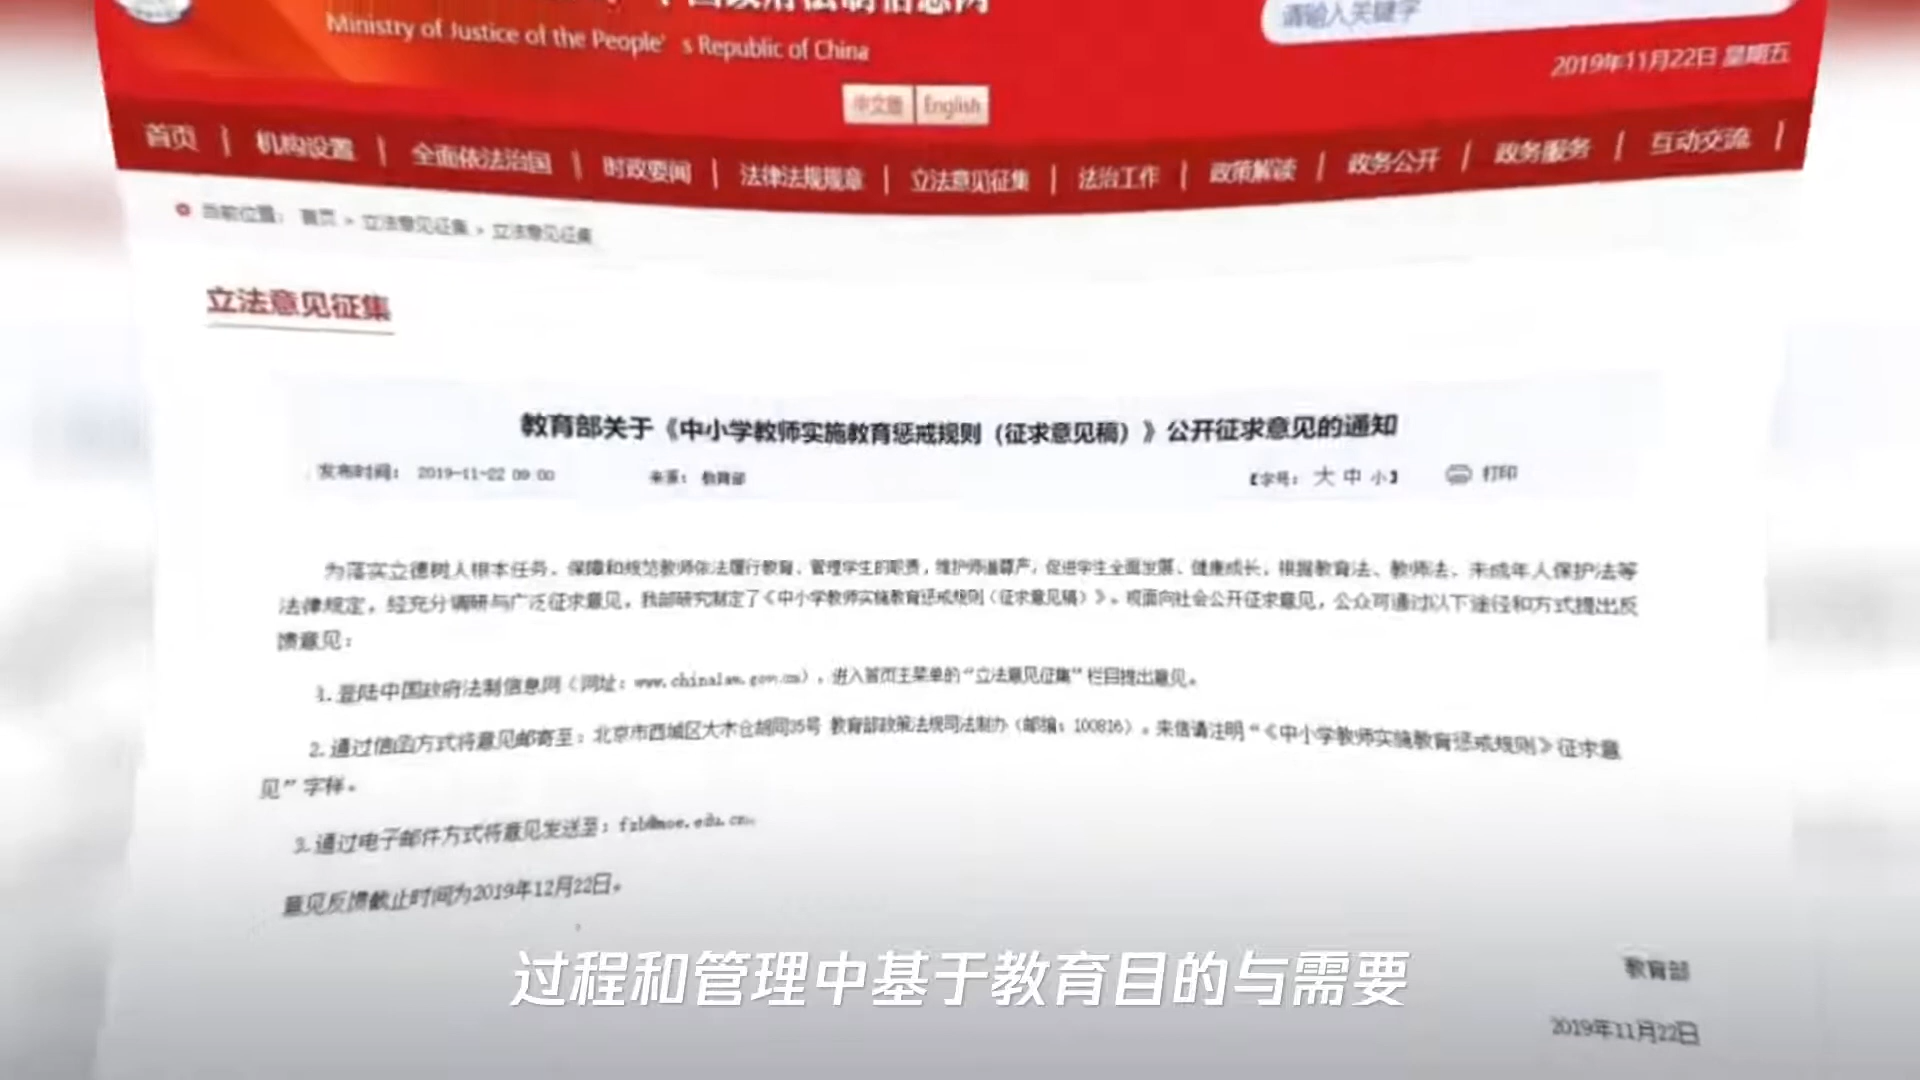 中国政府法制信息网
Ministry of Justice of the People's Republic of China
请输入关键字
2019年11月22日 星期五
中文版 English
首页 | 机构设置 | 全面依法治国 | 时政要闻 | 法律法规规章 | 立法意见征集 | 法治工作 | 政策解读 | 政务公开 | 政务服务 | 互动交流 |
当前位置: 首页 > 立法意见征集 > 立法意见征集
立法意见征集
教育部关于《中小学教师实施教育惩戒规则（征求意见稿）》公开征求意见的通知
发布时间: 2019-11-22 09:00 来源: 教育部 【字号: 大 中 小】 打印
为落实立德树人根本任务，保障和规范教师依法履行教育、管理学生的职责，维护师道尊严，促进学生全面发展、健康成长，根据教育法、教师法、未成年人保护法等
法律规定，经充分调研与广泛征求意见，我部研究制定了《中小学教师实施教育惩戒规则（征求意见稿）》。现面向社会公开征求意见，公众可通过以下途径和方式提出反
馈意见：
1.登陆中国政府法制信息网（网址：www.chinalaw.gov.cn），进入首页主菜单的“立法意见征集”栏目提出意见。
2.通过信函方式将意见邮寄至：北京市西城区大木仓胡同35号 教育部政策法规司法制办（邮编：100816）。来信请注明“《中小学教师实施教育惩戒规则》征求意
见”字样。
3.通过电子邮件方式将意见发送至：fzb@moe.edu.cn。
意见反馈截止时间为2019年12月22日。
过程和管理中基于教育目的与需要
教育部
2019年11月22日